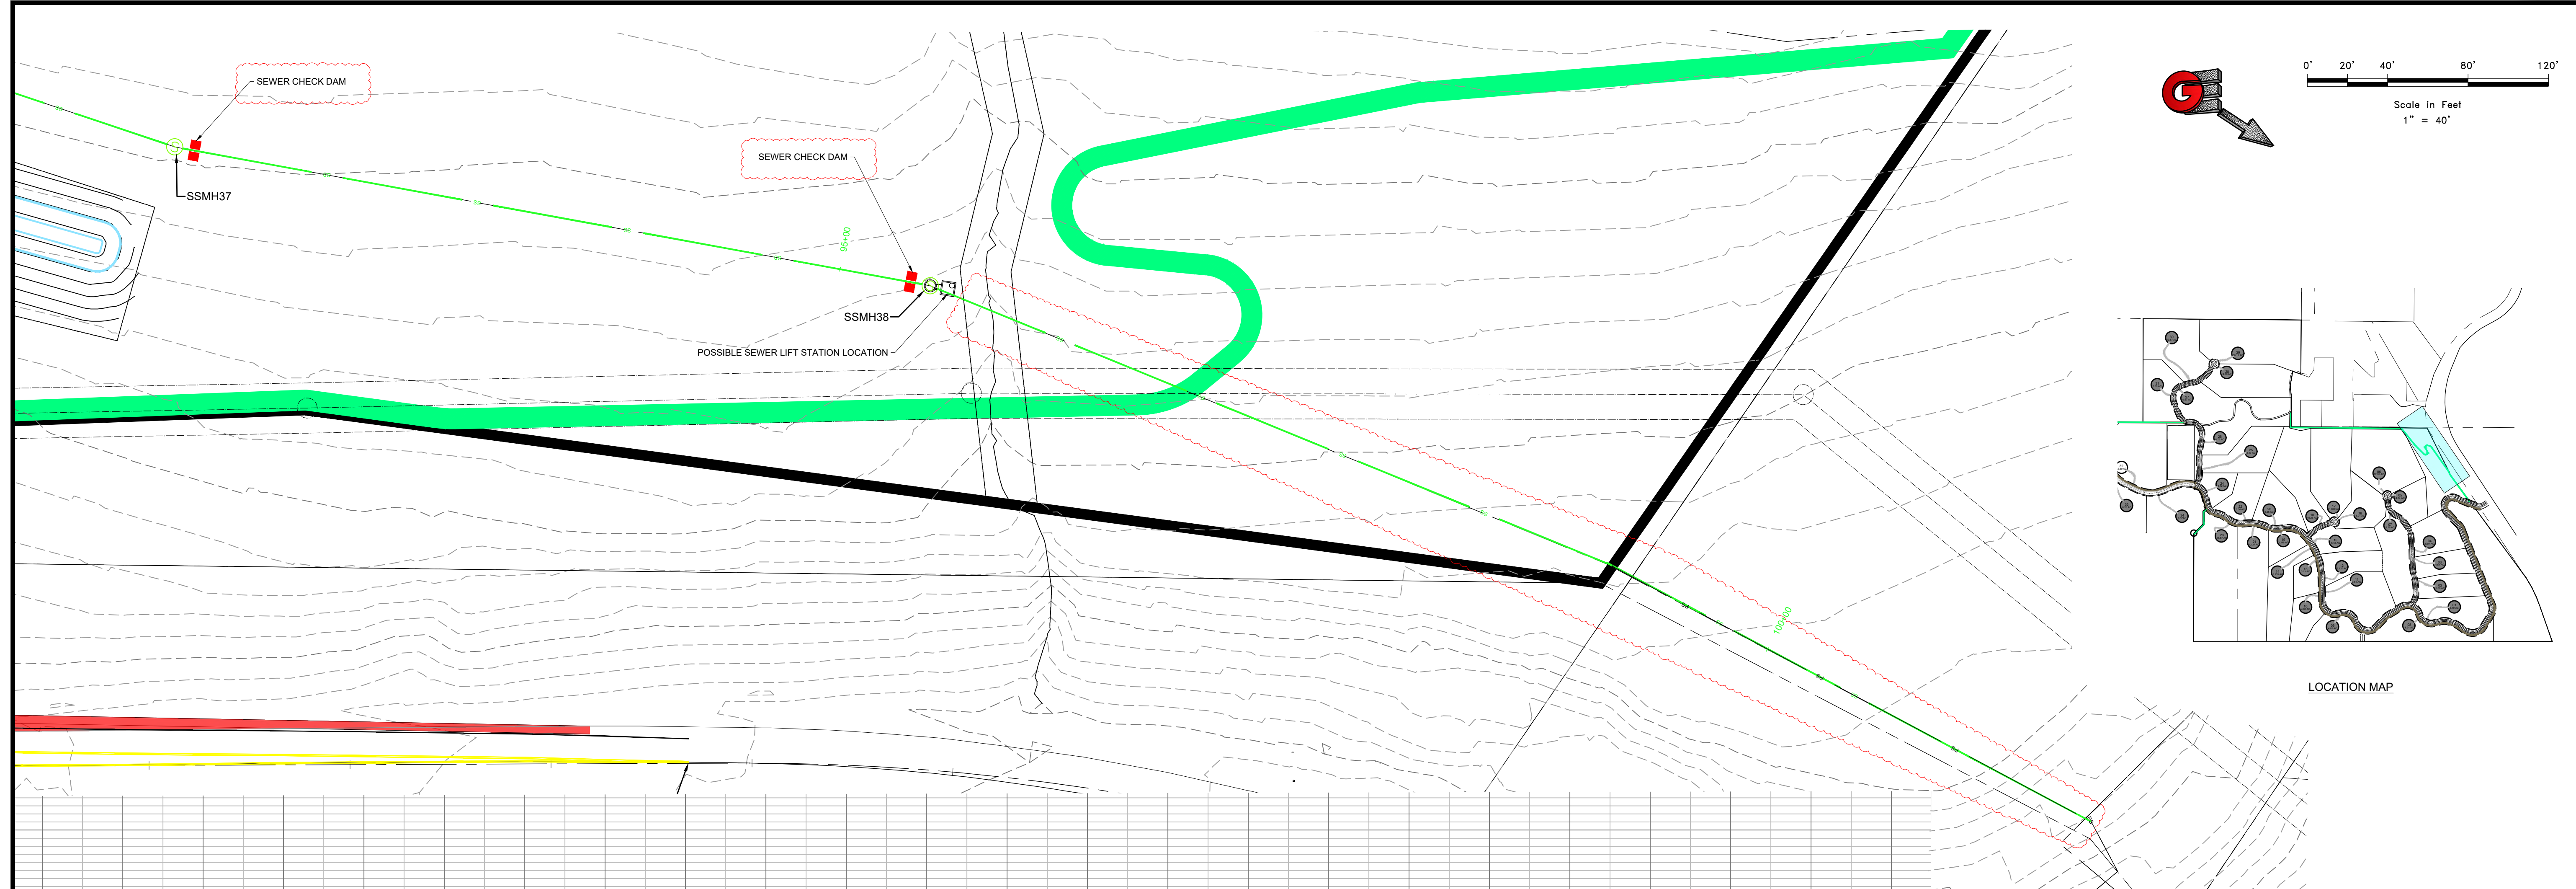 SEWER CHECK DAM
SSMH37
SEWER CHECK DAM
95+00
SSMH38
POSSIBLE SEWER LIFT STATION LOCATION
100+00
G
0' 20' 40' 80' 120'
Scale in Feet
1" = 40'
LOCATION MAP